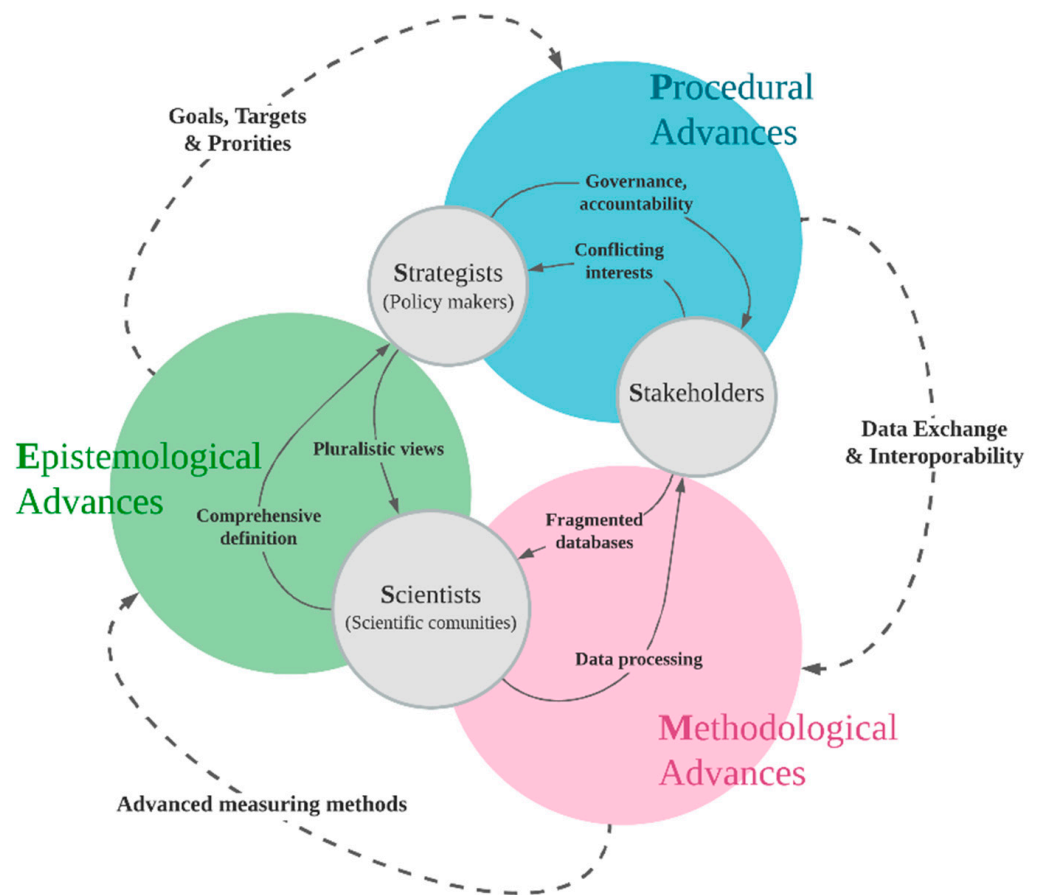 Procedural
Advances
Goals, Targets
& Prorities
Governance,
accountability
Conflicting
interests
Strategists
(Policy makers)
Stakeholders
Data Exchange
& Interoporability
Epistemological
Advances
Pluralistic views
Comprehensive
definition
Fragmented
databases
Scientists
(Scientific comunities)
Data processing
Methodological
Advances
Advanced measuring methods